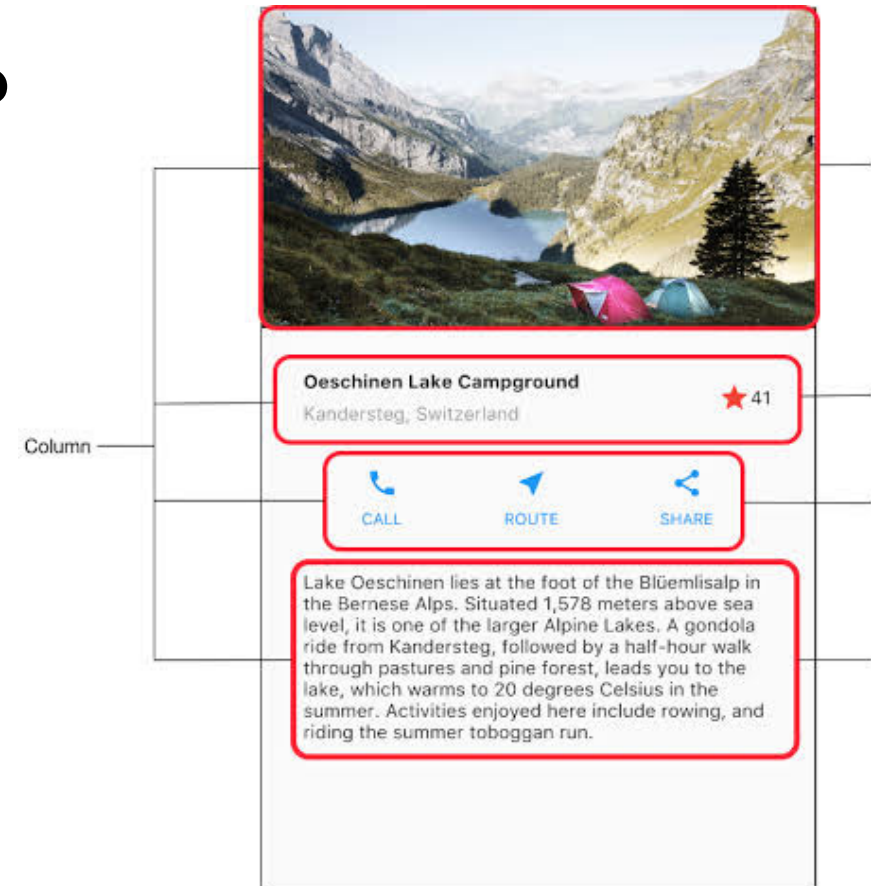 Oeschinen Lake Campground
Kandersteg, Switzerland
41
Column
CALL
ROUTE
SHARE
Lake Oeschinen lies at the foot of the Blüemlisalp in
the Bernese Alps. Situated 1,578 meters above sea
level, it is one of the larger Alpine Lakes. A gondola
ride from Kandersteg, followed by a half-hour walk
through pastures and pine forest, leads you to the
lake, which warms to 20 degrees Celsius in the
summer. Activities enjoyed here include rowing, and
riding the summer toboggan run.